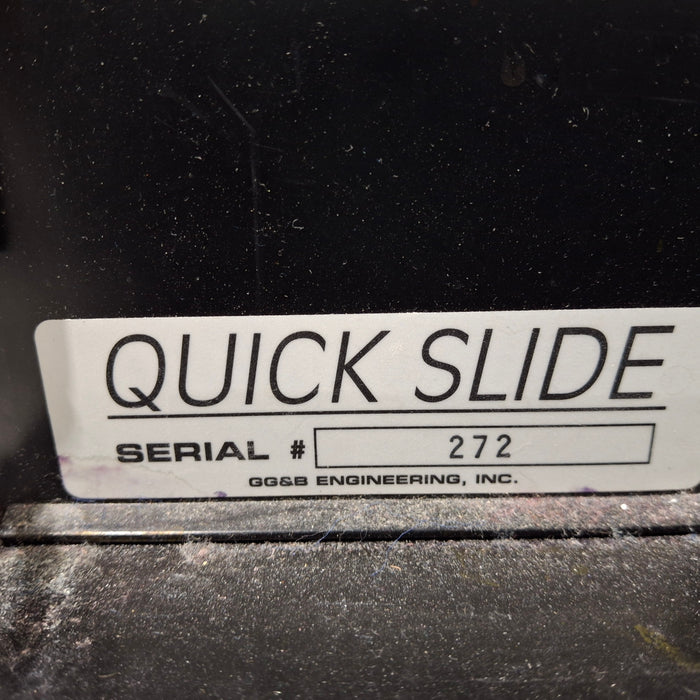 QUICK SLIDE
SERIAL # 272
GG&B ENGINEERING, INC.